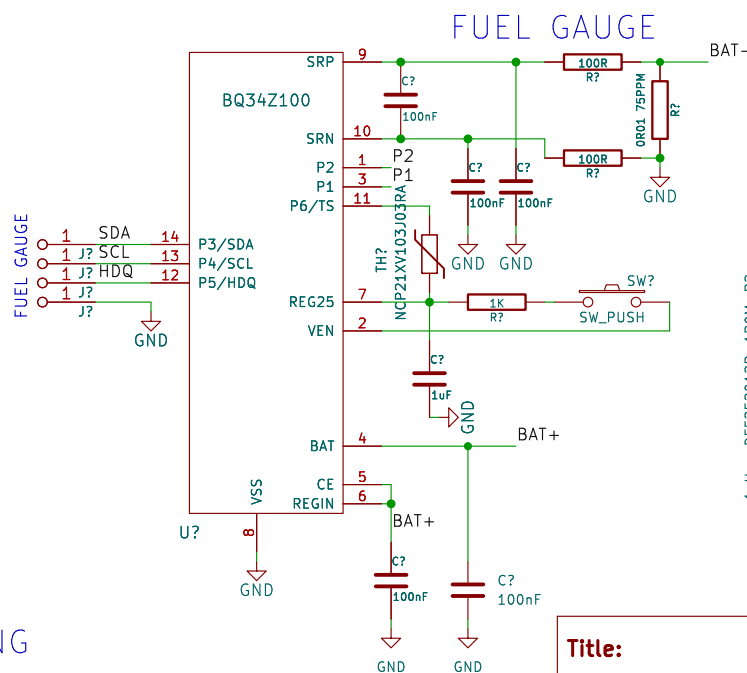 FUEL GAUGE
BAT-
SRP 9
100R
R?
C?
100nF
BQ34Z100
0R01 75PPM
R?
SRN 10
P2 1 P2
P1 3 P1
P6/TS 11
100R
R?
C?
100nF
C?
100nF
GND
GND
GND
TH?
NCP21XV103J03RA
FUEL GAUGE
1 SDA 14 P3/SDA
J?
1 SCL 13 P4/SCL
J?
1 HDQ 12 P5/HDQ
J?
1
J?
GND
REG25 7
1K
R?
SW?
SW_PUSH
VEN 2
C?
1uF
GND
BAT 4 BAT+
CE 5
REGIN 6
BAT+
VSS
8
U?
GND
C?
100nF
C?
100nF
GND
GND
NG
Title: